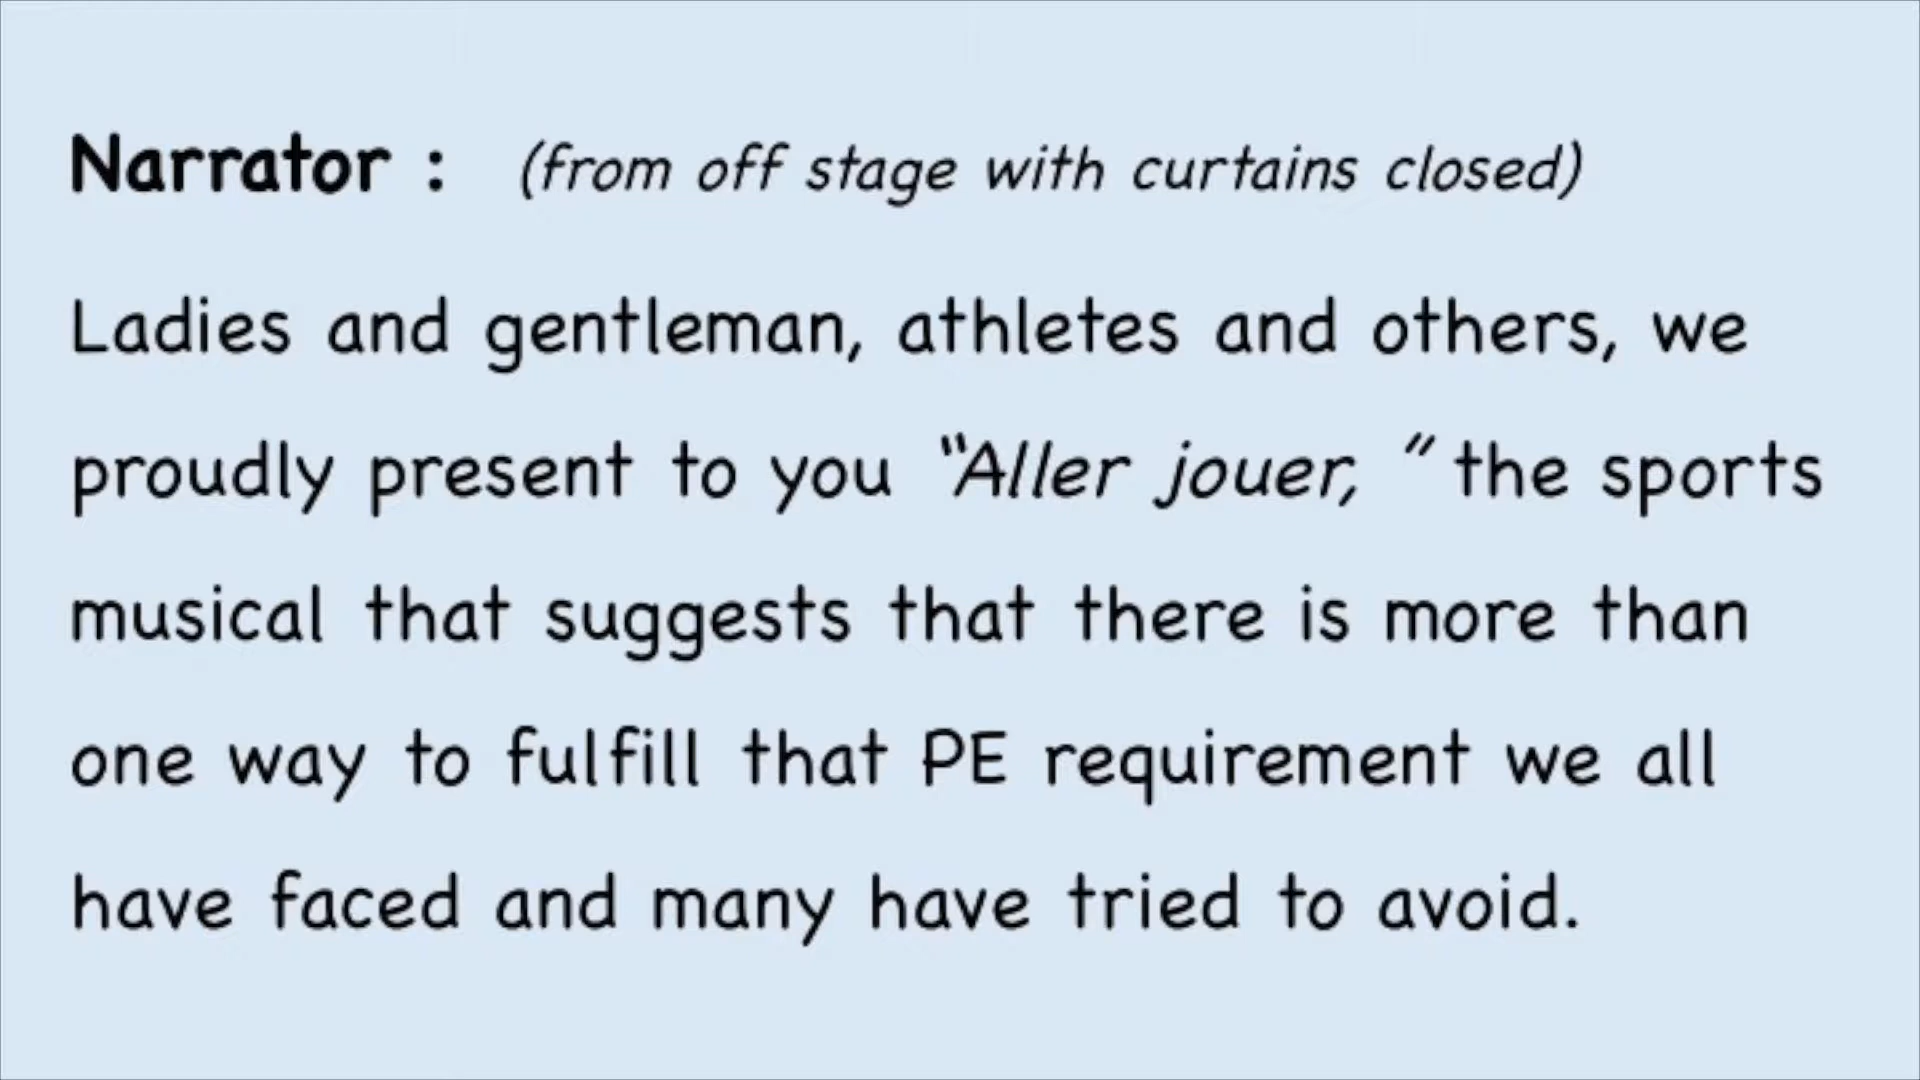 Narrator : (from off stage with curtains closed)
Ladies and gentleman, athletes and others, we
proudly present to you “Aller jouer, ” the sports
musical that suggests that there is more than
one way to fulfill that PE requirement we all
have faced and many have tried to avoid.